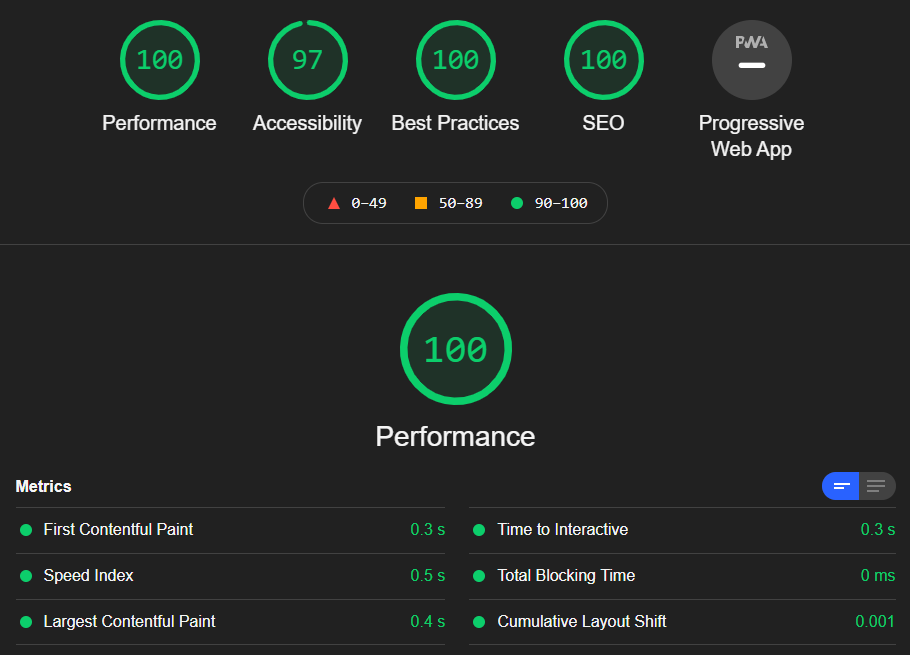 100 97 100 100 PWA
Performance Accessibility Best Practices SEO Progressive
Web App
0–49 50–89 90–100
100
Performance
Metrics
First Contentful Paint 0.3 s Time to Interactive 0.3 s
Speed Index 0.5 s Total Blocking Time 0 ms
Largest Contentful Paint 0.4 s Cumulative Layout Shift 0.001